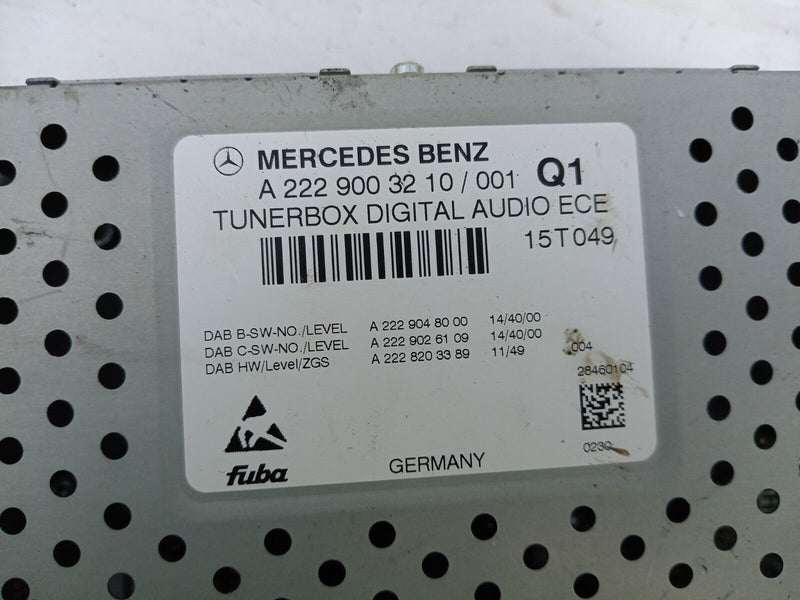 MERCEDES BENZ
A 222 900 32 10 / 001 Q1
TUNERBOX DIGITAL AUDIO ECE
15T049
DAB B-SW-NO./LEVEL A 222 904 80 00 14/40/00
DAB C-SW-NO./LEVEL A 222 902 61 09 14/40/00
DAB HW/Level/ZGS A 222 820 33 89 11/49 004
28460104
0230
fuba
GERMANY